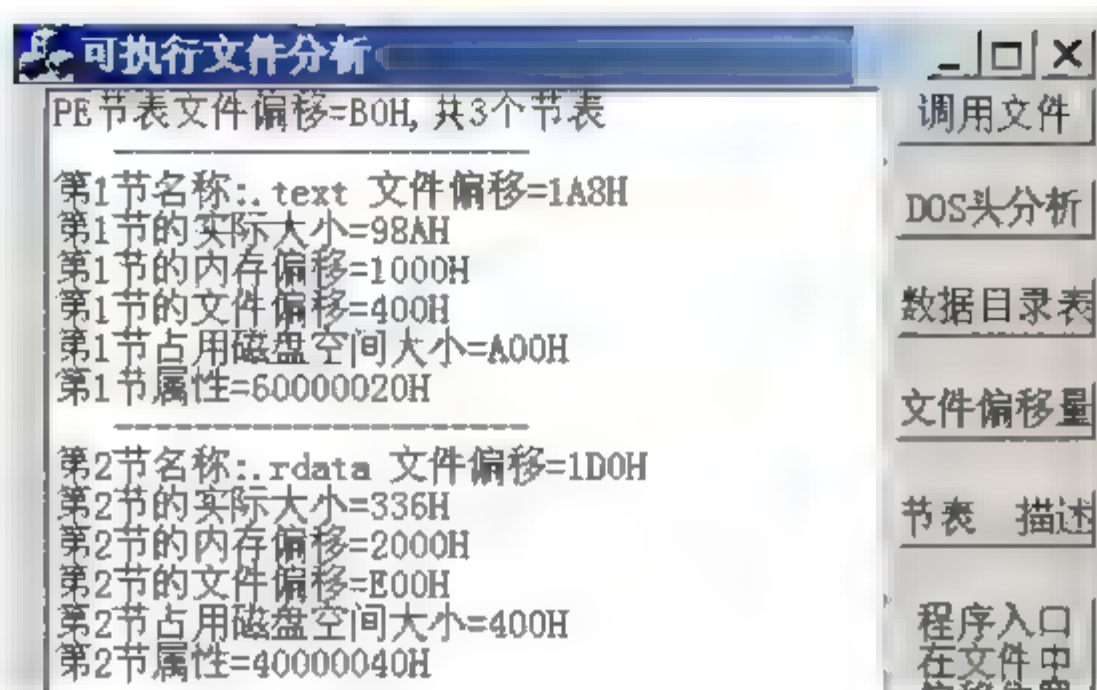 可执行文件分析
PE节表文件偏移=B0H, 共3个节表
第1节名称:.text 文件偏移=1A8H
第1节的实际大小=98AH
第1节的内存偏移=1000H
第1节的文件偏移=400H
第1节占用磁盘空间大小=A00H
第1节属性=60000020H
第2节名称:.rdata 文件偏移=1D0H
第2节的实际大小=336H
第2节的内存偏移=2000H
第2节的文件偏移=E00H
第2节占用磁盘空间大小=400H
第2节属性=40000040H
调用文件
DOS头分析
数据目录表
文件偏移量
节表 描述
程序入口
在文件中